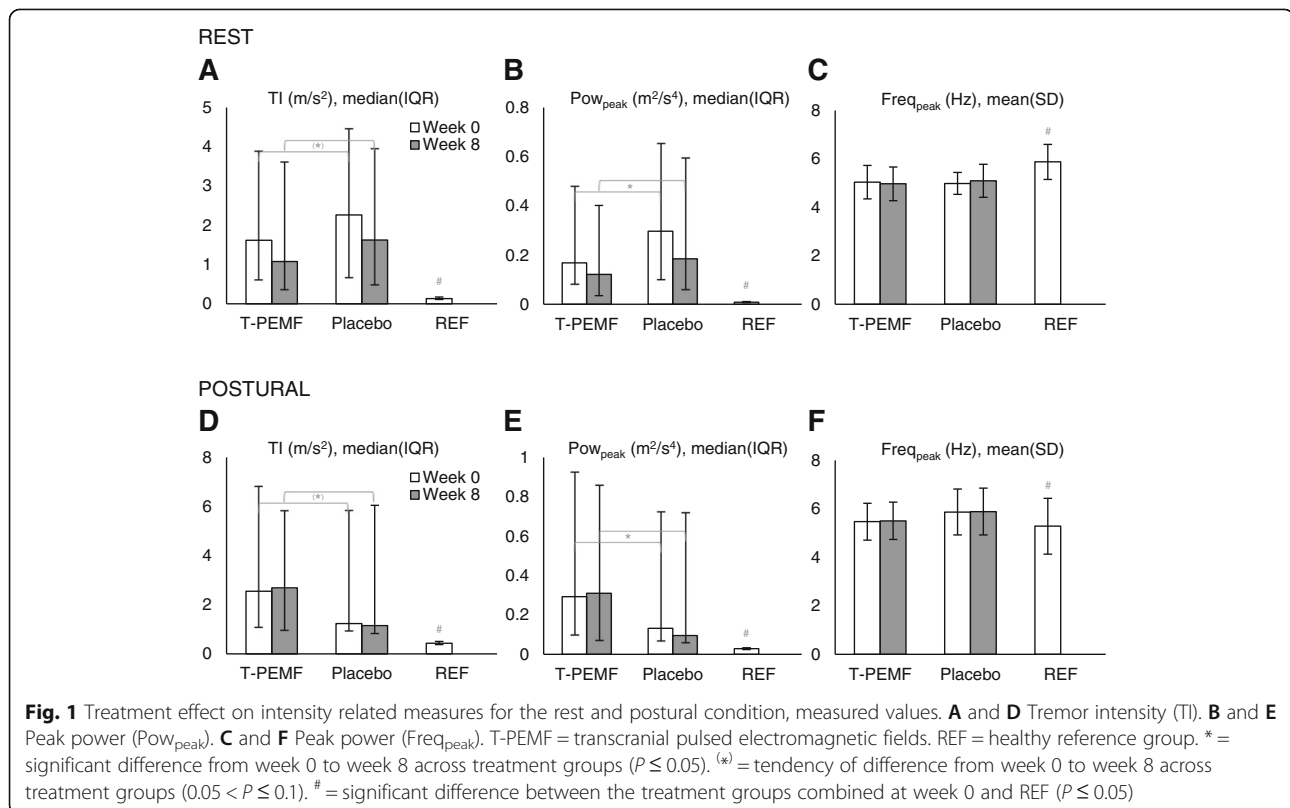 REST
A
B
C
TI (m/s²), median(IQR)
Pow_peak (m²/s⁴), median(IQR)
Freq_peak (Hz), mean(SD)
5
4
3
2
1
0
Week 0
Week 8
(*)
#
T-PEMF Placebo REF
0.8
0.6
0.4
0.2
0
*
#
T-PEMF Placebo REF
8
6
4
2
0
#
T-PEMF Placebo REF
POSTURAL
D
E
F
TI (m/s²), median(IQR)
Pow_peak (m²/s⁴), median(IQR)
Freq_peak (Hz), mean(SD)
8
6
4
2
0
Week 0
Week 8
(*)
#
T-PEMF Placebo REF
1
0.8
0.6
0.4
0.2
0
*
#
T-PEMF Placebo REF
8
6
4
2
0
#
T-PEMF Placebo REF
Fig. 1 Treatment effect on intensity related measures for the rest and postural condition, measured values. A and D Tremor intensity (TI). B and E
Peak power (Pow_peak). C and F Peak power (Freq_peak). T-PEMF = transcranial pulsed electromagnetic fields. REF = healthy reference group. * =
significant difference from week 0 to week 8 across treatment groups (P ≤ 0.05). (*) = tendency of difference from week 0 to week 8 across
treatment groups (0.05 < P ≤ 0.1). # = significant difference between the treatment groups combined at week 0 and REF (P ≤ 0.05)